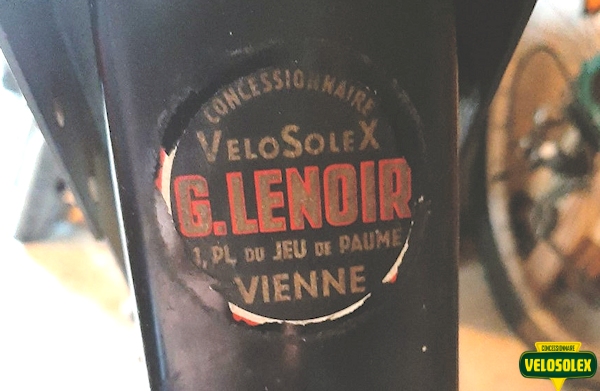 CONCESSIONNAIRE
VELOSOLEX
G.LENOIR
1, PL. DU JEU DE PAUME
VIENNE
CONCESSIONNAIRE
VELOSOLEX